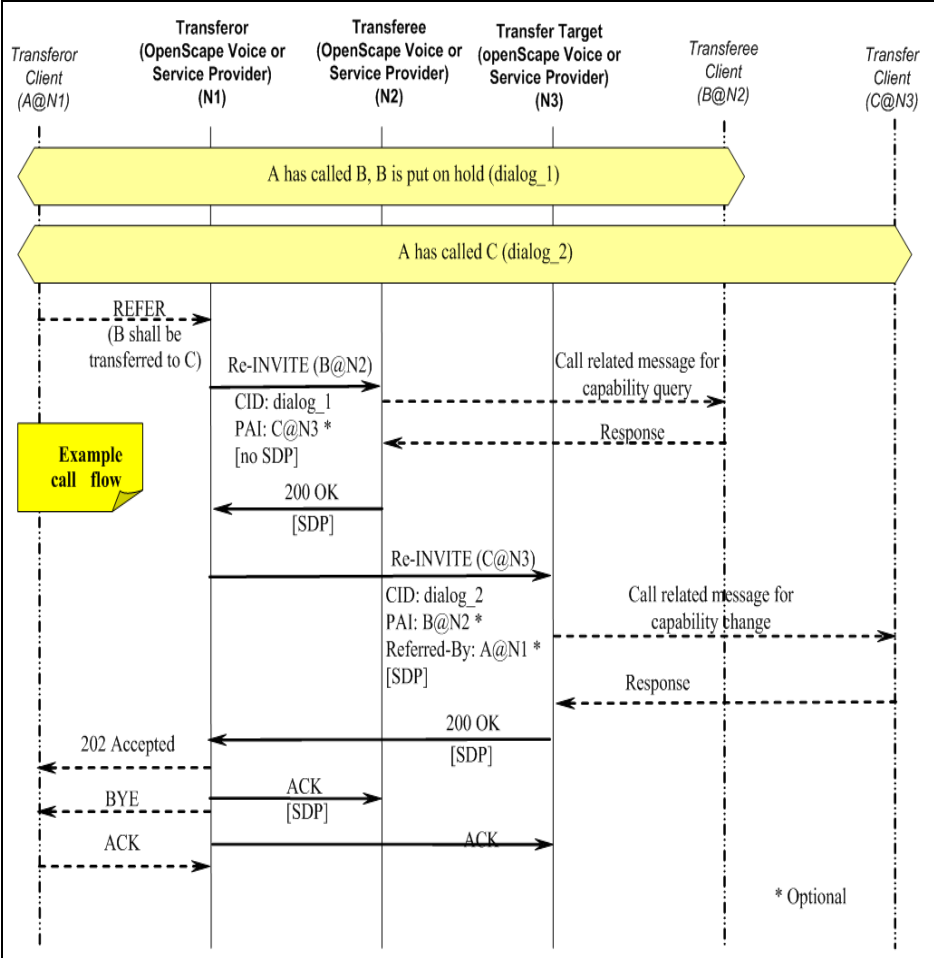 Transferor
Client
(A@N1)
Transferor
(OpenScape Voice or
Service Provider)
(N1)
Transferee
(OpenScape Voice or
Service Provider)
(N2)
Transfer Target
(openScape Voice or
Service Provider)
(N3)
Transferee
Client
(B@N2)
Transfer
Client
(C@N3)
A has called B, B is put on hold (dialog_1)
A has called C (dialog_2)
REFER
(B shall be
transferred to C)
Re-INVITE (B@N2)
CID: dialog_1
PAI: C@N3 *
[no SDP]
Call related message for
capability query
Response
Example
call flow
200 OK
[SDP]
Re-INVITE (C@N3)
CID: dialog_2
PAI: B@N2 *
Referred-By: A@N1 *
[SDP]
Call related message for
capability change
Response
200 OK
[SDP]
202 Accepted
BYE
ACK
[SDP]
ACK
ACK
* Optional